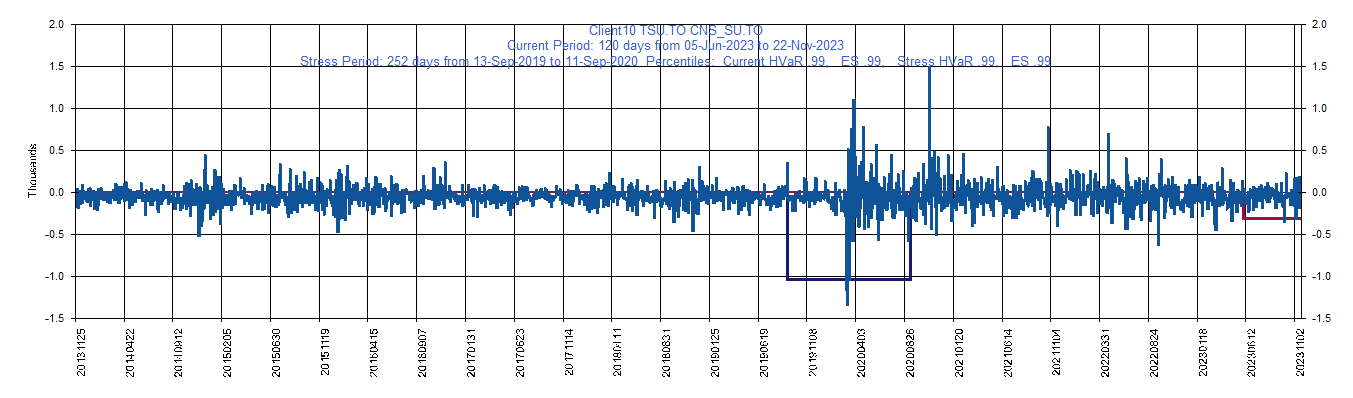 Client10 TSU.TO CNS_SU.TO
Current Period: 120 days from 05-Jun-2023 to 22-Nov-2023
Stress Period: 252 days from 13-Sep-2019 to 11-Sep-2020 Percentiles: Current HVaR .99, ES .99, Stress HVaR .99, ES .99
2.0 2.0
1.5 1.5
1.0 1.0
0.5 0.5
0.0 0.0
-0.5 -0.5
-1.0 -1.0
-1.5 -1.5
Thousands
20131125 20140422 20140912 20150205 20150630 20151119 20160415 20160907 20170131 20170623 20171114 20180411 20180831 20190125 20190619 20191108 20200403 20200826 20210120 20210614 20211104 20220331 20220824 20230118 20230612 20231102